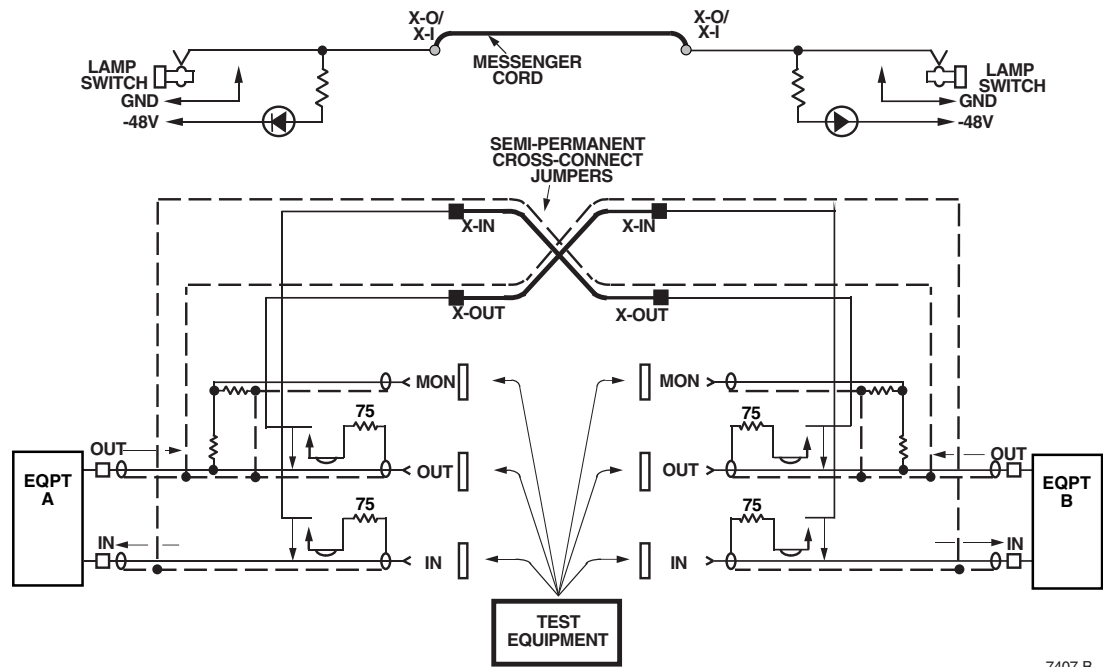 X-O/
X-I
X-O/
X-I
MESSENGER
CORD
LAMP
SWITCH
GND
-48V
LAMP
SWITCH
GND
-48V
SEMI-PERMANENT
CROSS-CONNECT
JUMPERS
X-IN
X-IN
X-OUT
X-OUT
MON
MON
75
75
OUT
OUT
OUT
OUT
EQPT
A
EQPT
B
75
75
IN
IN
IN
IN
TEST
EQUIPMENT
7407-B